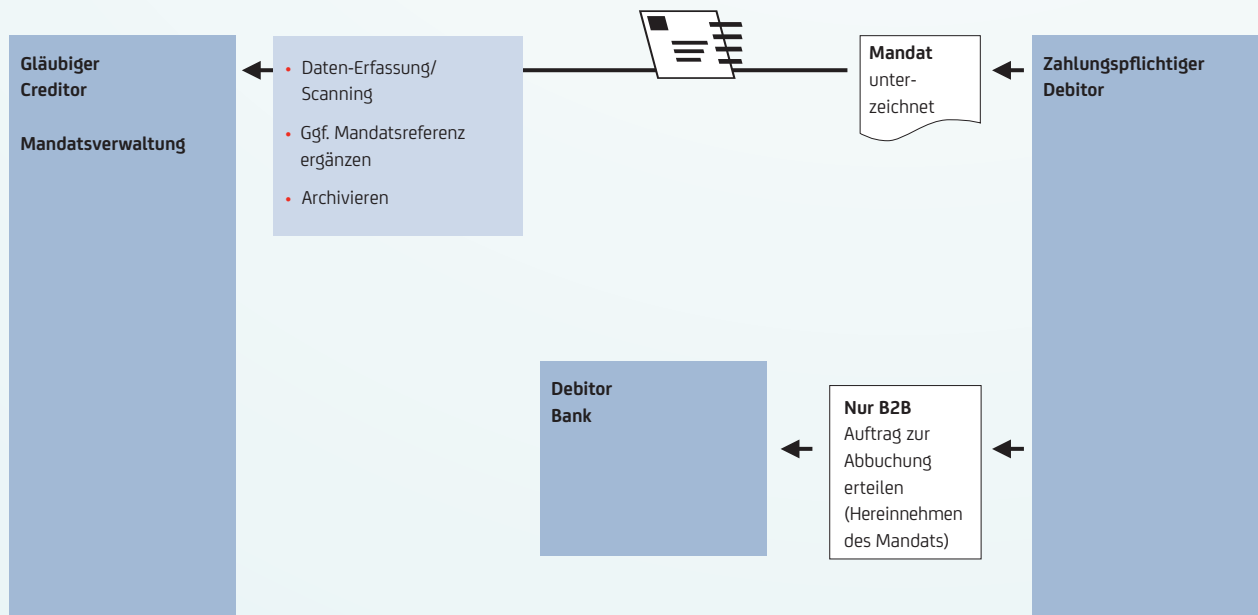 Gläubiger
Creditor
Mandatsverwaltung
• Daten-Erfassung/
Scanning
• Ggf. Mandatsreferenz
ergänzen
• Archivieren
Mandat
unter-
zeichnet
Zahlungspflichtiger
Debitor
Debitor
Bank
Nur B2B
Auftrag zur
Abbuchung
erteilen
(Hereinnehmen
des Mandats)